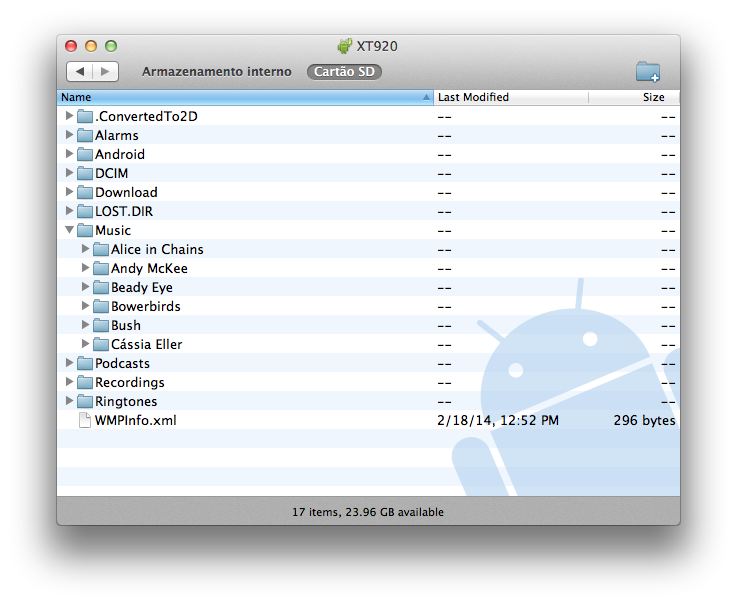 XT920
Armazenamento interno Cartão SD
Name Last Modified Size
.ConvertedTo2D -- --
Alarms -- --
Android -- --
DCIM -- --
Download -- --
LOST.DIR -- --
Music -- --
Alice in Chains -- --
Andy McKee -- --
Beady Eye -- --
Bowerbirds -- --
Bush -- --
Cássia Eller -- --
Podcasts -- --
Recordings -- --
Ringtones -- --
WMPInfo.xml 2/18/14, 12:52 PM 296 bytes
17 items, 23.96 GB available